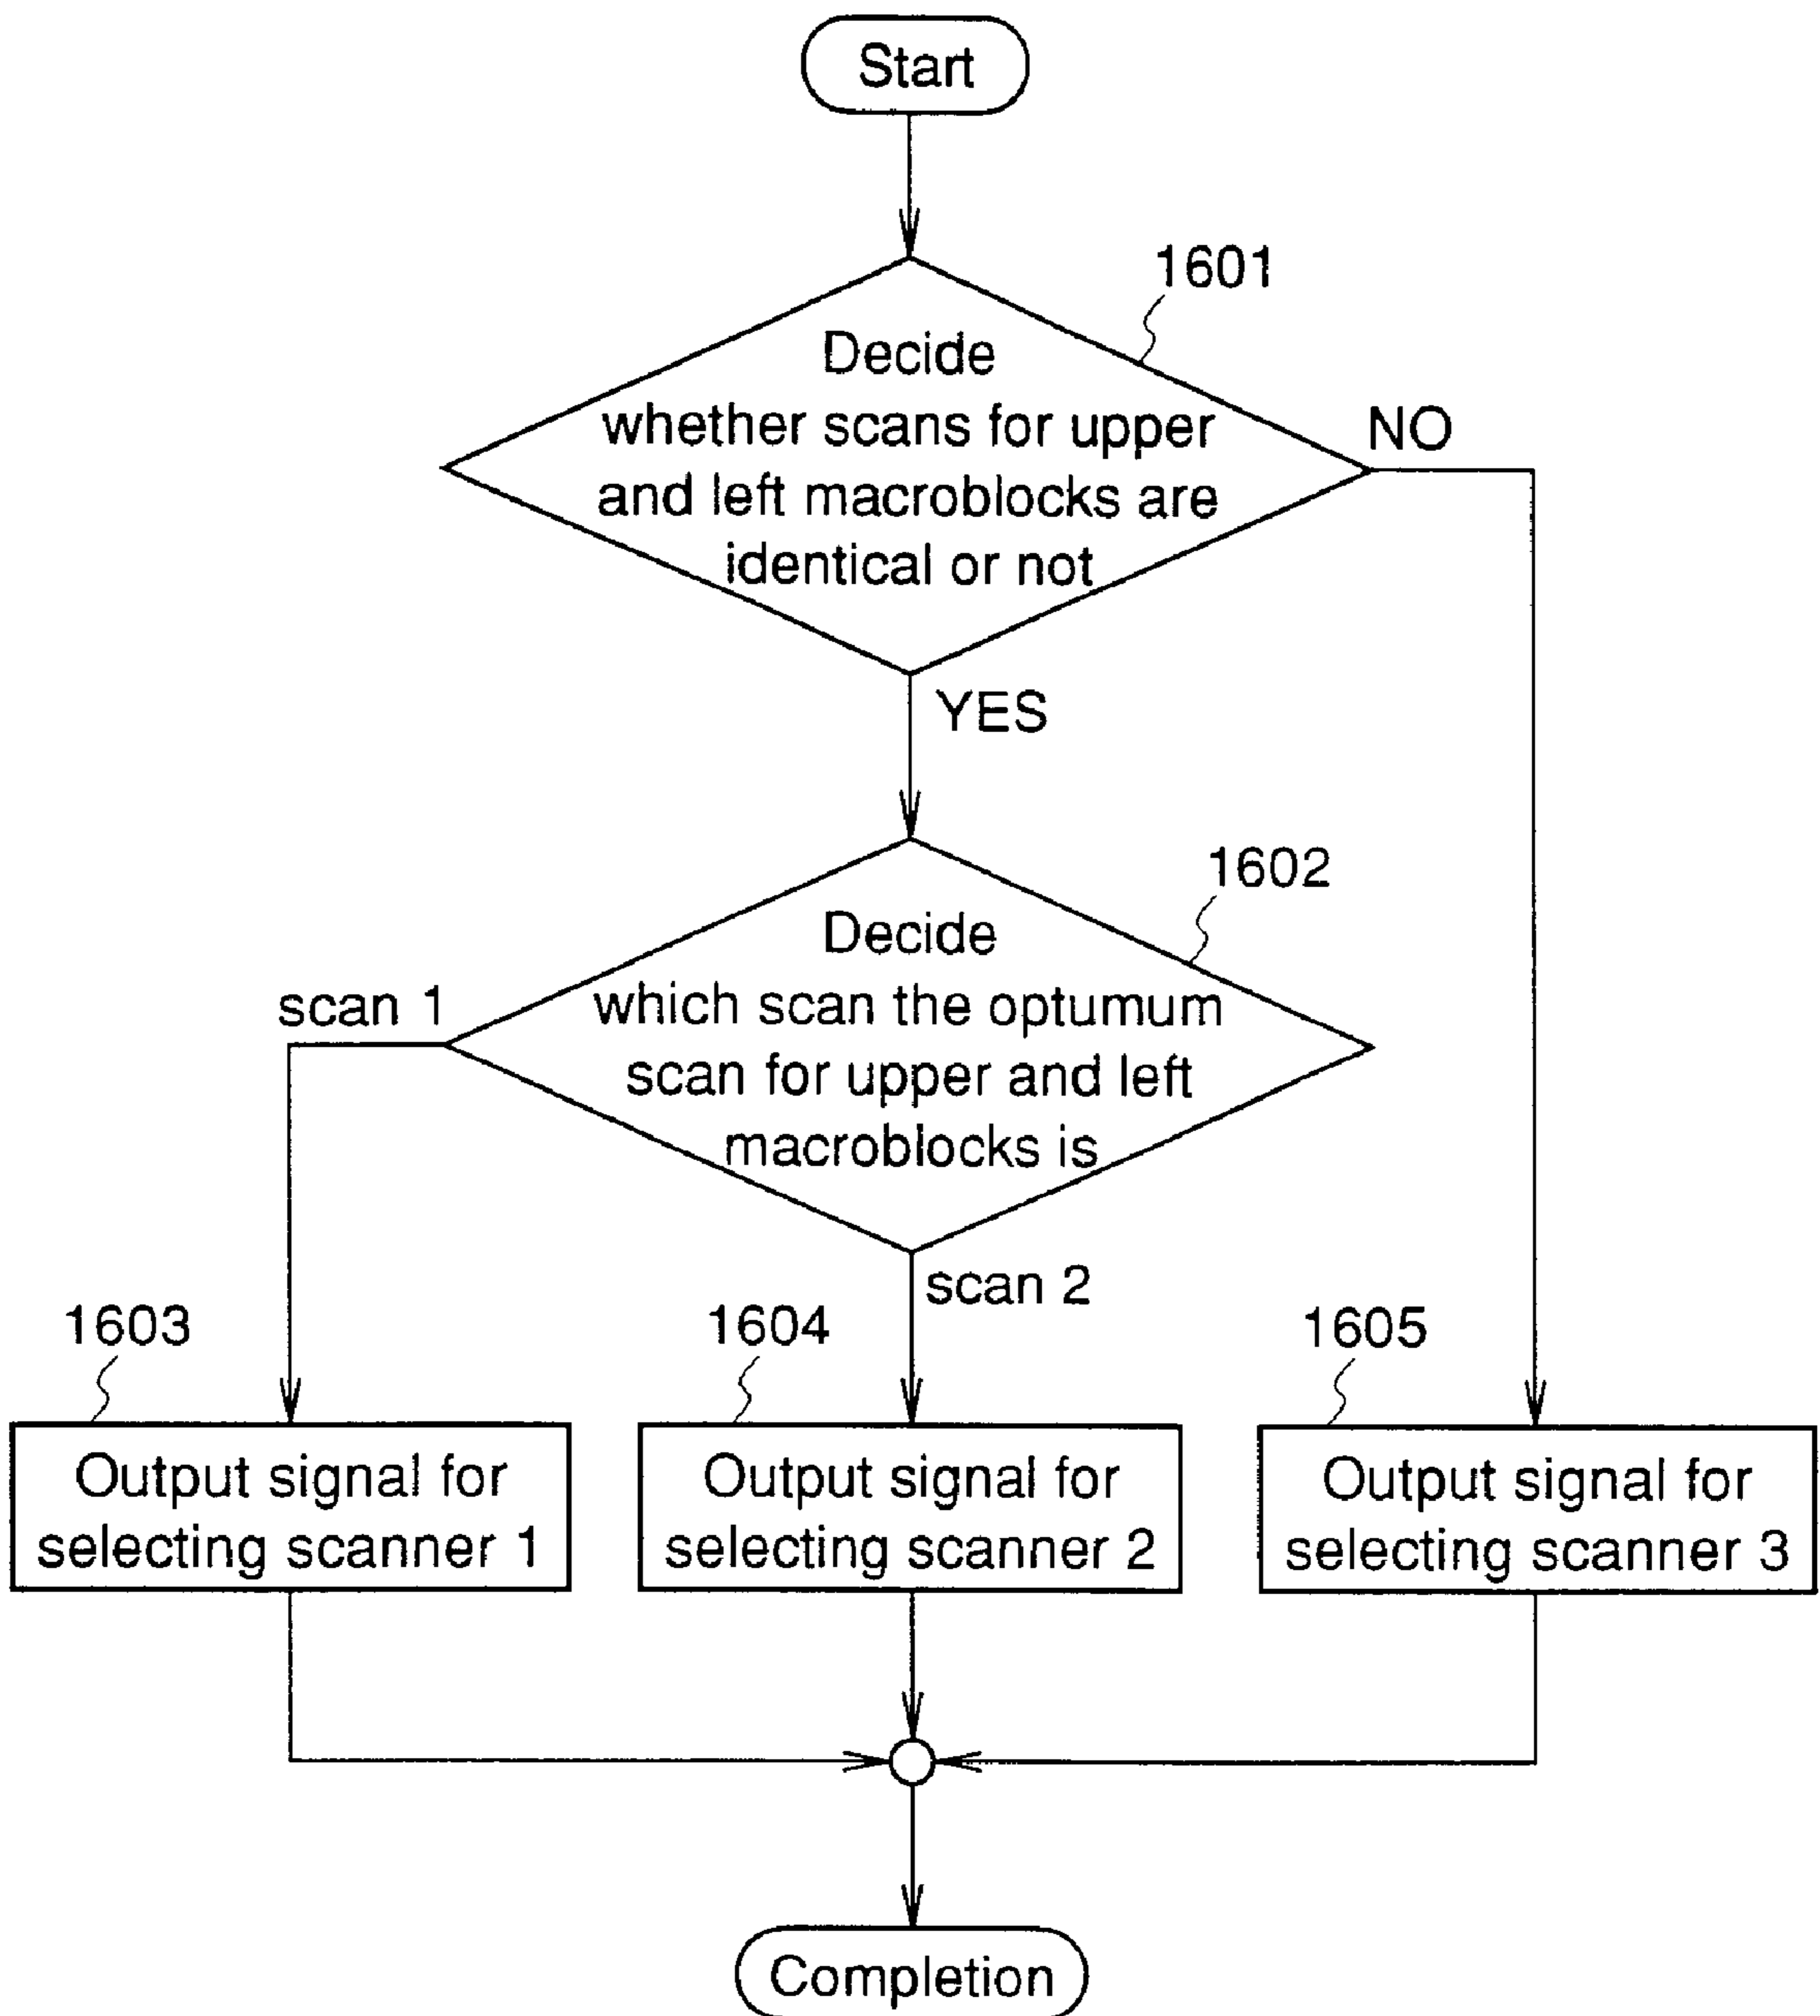 Start
1601
Decide
whether scans for upper
and left macroblocks are
identical or not
NO
YES
1602
Decide
which scan the optumum
scan for upper and left
macroblocks is
scan 1
scan 2
1603
Output signal for
selecting scanner 1
1604
Output signal for
selecting scanner 2
1605
Output signal for
selecting scanner 3
Completion